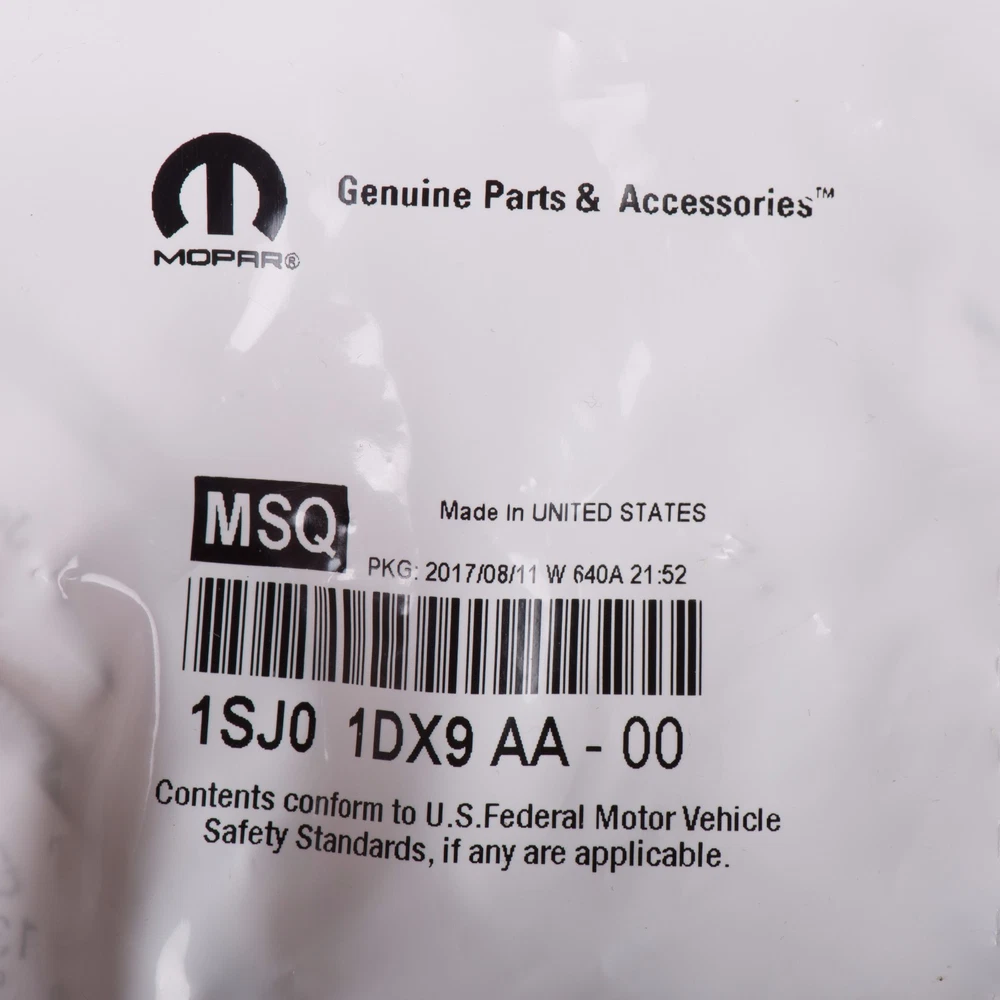 Genuine Parts & Accessories™
MOPAR®
MSQ
Made In UNITED STATES
PKG: 2017/08/11 W 640A 21:52
1SJ0 1DX9 AA - 00
Contents conform to U.S.Federal Motor Vehicle
Safety Standards, if any are applicable.